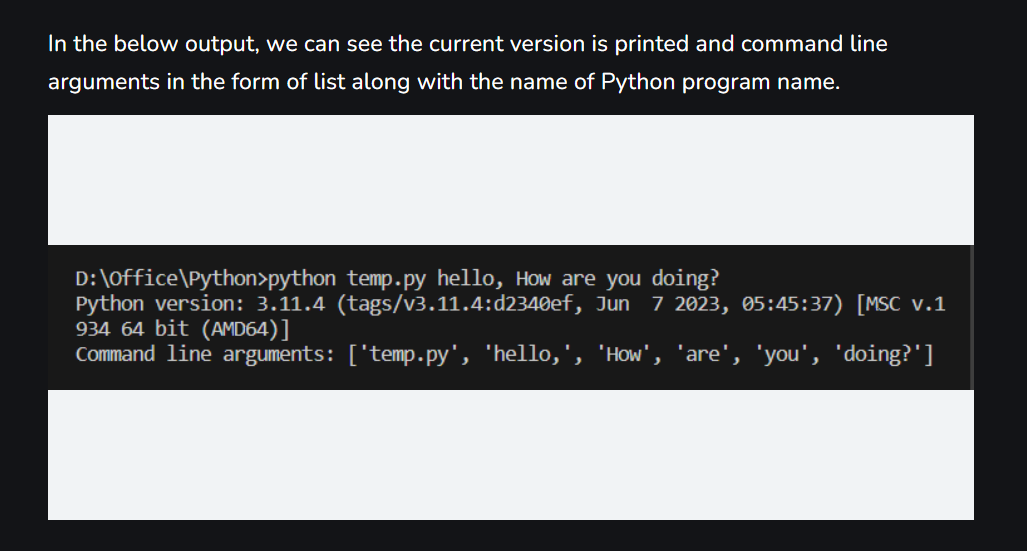 In the below output, we can see the current version is printed and command line
arguments in the form of list along with the name of Python program name.
D:\Office\Python>python temp.py hello, How are you doing?
Python version: 3.11.4 (tags/v3.11.4:d2340ef, Jun  7 2023, 05:45:37) [MSC v.1
934 64 bit (AMD64)]
Command line arguments: ['temp.py', 'hello,', 'How', 'are', 'you', 'doing?']